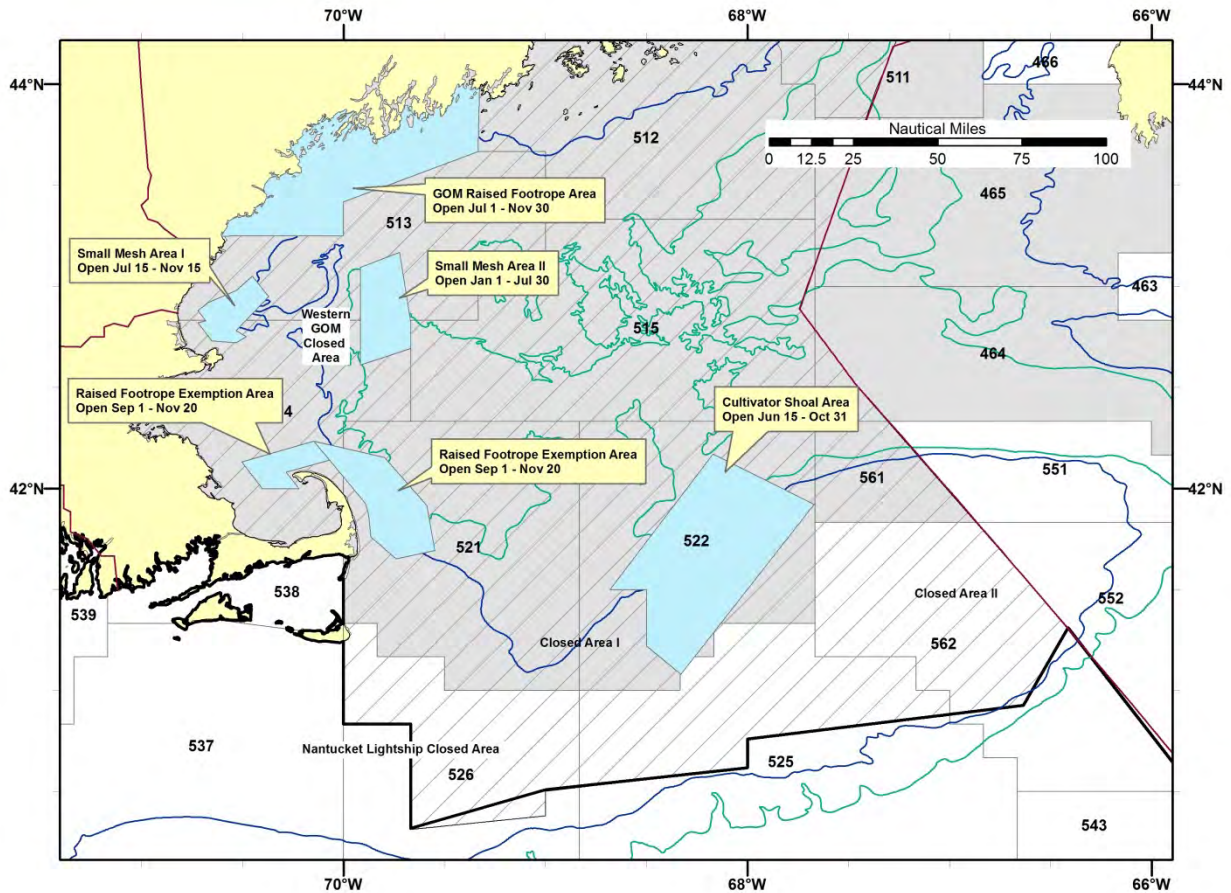 70°W 68°W 66°W
44°N 44°N
466
511
512
Nautical Miles
0 12.5 25 50 75 100
465
GOM Raised Footrope Area
Open Jul 1 - Nov 30
513
Small Mesh Area I
Open Jul 15 - Nov 15
Small Mesh Area II
Open Jan 1 - Jul 30
463
Western
GOM
Closed
Area
515
464
Raised Footrope Exemption Area
Open Sep 1 - Nov 20
4
Cultivator Shoal Area
Open Jun 15 - Oct 31
Raised Footrope Exemption Area
Open Sep 1 - Nov 20
551
561
42°N 42°N
521
522
538
539
Closed Area II
552
Closed Area I
562
537
Nantucket Lightship Closed Area
526
525
543
70°W 68°W 66°W